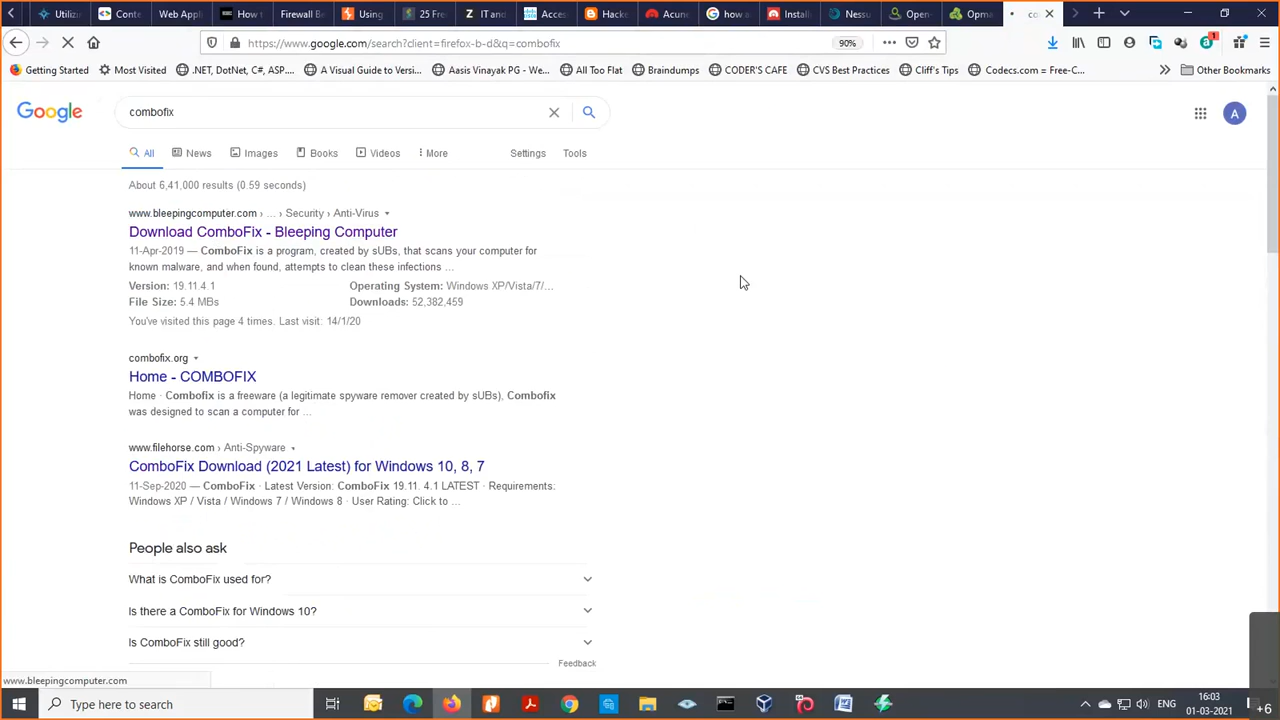 Utiliz
Conte
Web Appli
How t
Firewall Be
Using
25 Free
IT and
Access
Hacke
Acune
how a
Install
Nessu
Open-
Opma
https://www.google.com/search?client=firefox-b-d&q=combofix
90%
Getting Started
Most Visited
.NET, DotNet, C#, ASP....
A Visual Guide to Versi...
Aasis Vinayak PG - We...
All Too Flat
Braindumps
CODER'S CAFE
CVS Best Practices
Cliff's Tips
Codecs.com = Free-C...
Other Bookmarks
Google
combofix
A
All
News
Images
Books
Videos
More
Settings
Tools
About 6,41,000 results (0.59 seconds)
www.bleepingcomputer.com › ... › Security › Anti-Virus
Download ComboFix - Bleeping Computer
11-Apr-2019 — ComboFix is a program, created by sUBs, that scans your computer for
known malware, and when found, attempts to clean these infections ...
Version: 19.11.4.1
Operating System: Windows XP/Vista/7/...
File Size: 5.4 MBs
Downloads: 52,382,459
You've visited this page 4 times. Last visit: 14/1/20
combofix.org
Home - COMBOFIX
Home · Combofix is a freeware (a legitimate spyware remover created by sUBs), Combofix
was designed to scan a computer for ...
www.filehorse.com › Anti-Spyware
ComboFix Download (2021 Latest) for Windows 10, 8, 7
11-Sep-2020 — ComboFix · Latest Version: ComboFix 19.11. 4.1 LATEST · Requirements:
Windows XP / Vista / Windows 7 / Windows 8 · User Rating: Click to ...
People also ask
What is ComboFix used for?
Is there a ComboFix for Windows 10?
Is ComboFix still good?
Feedback
www.bleepingcomputer.com
Type here to search
ENG
16:03
01-03-2021
+6